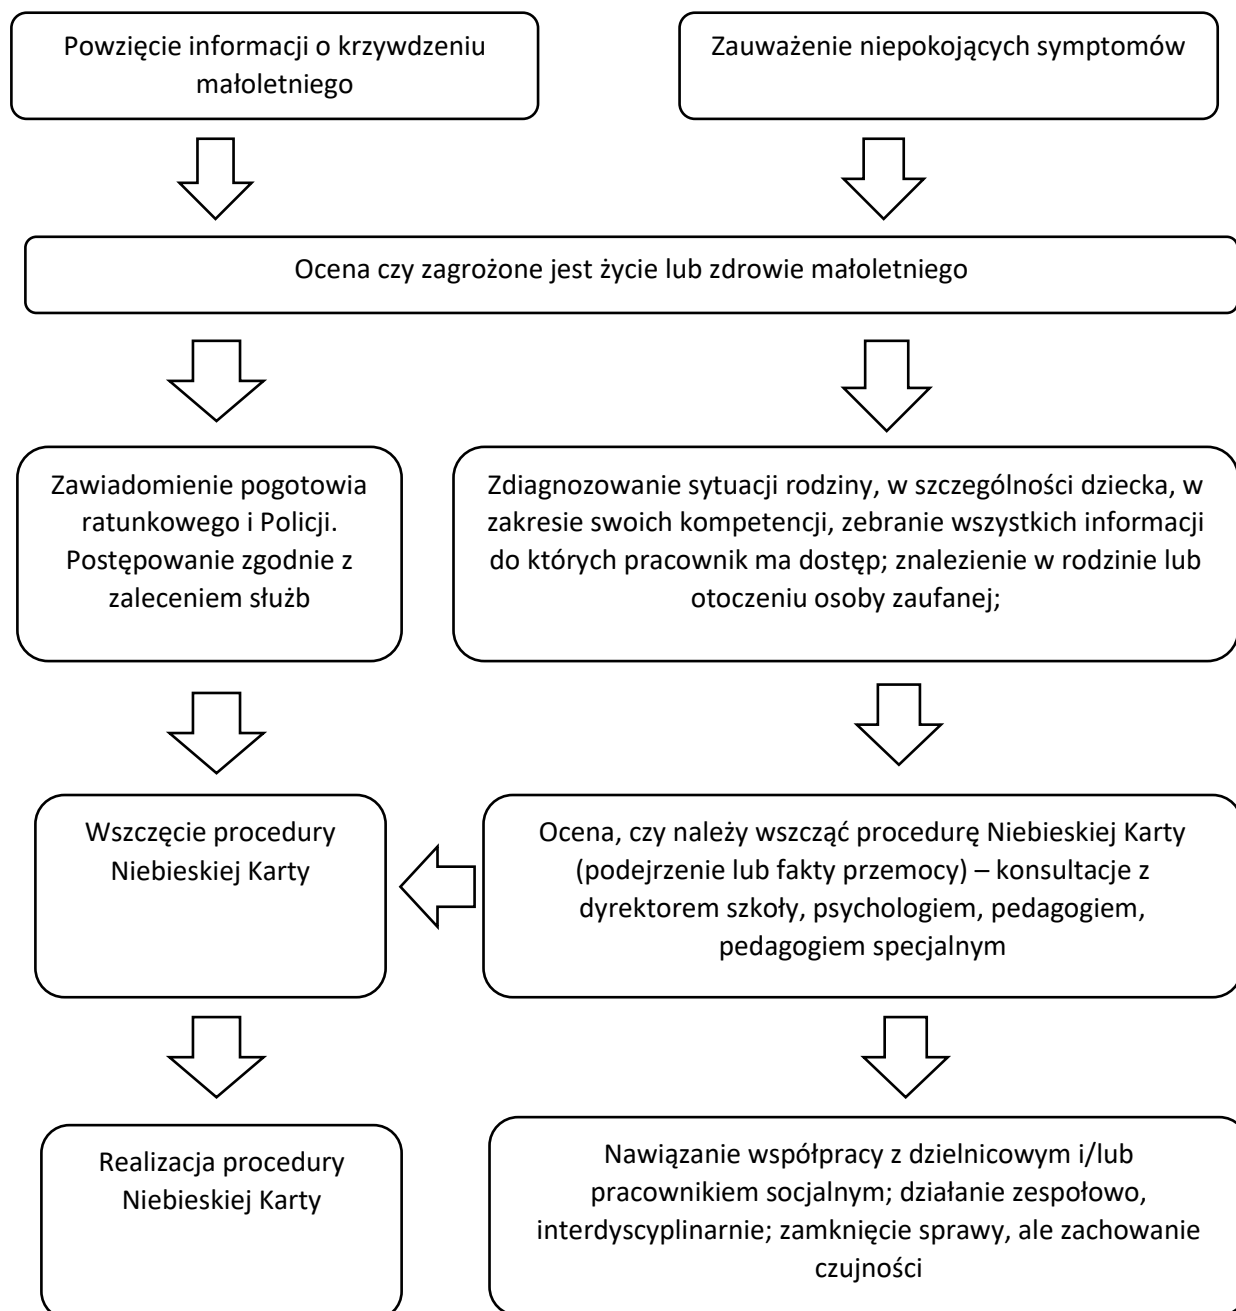 Powzięcie informacji o krzywdzeniu
małoletniego
Zauważenie niepokojących symptomów
Ocena czy zagrożone jest życie lub zdrowie małoletniego
Zawiadomienie pogotowia
ratunkowego i Policji.
Postępowanie zgodnie z
zaleceniem służb
Zdiagnozowanie sytuacji rodziny, w szczególności dziecka, w
zakresie swoich kompetencji, zebranie wszystkich informacji
do których pracownik ma dostęp; znalezienie w rodzinie lub
otoczeniu osoby zaufanej;
Wszczęcie procedury
Niebieskiej Karty
Ocena, czy należy wszcząć procedurę Niebieskiej Karty
(podejrzenie lub fakty przemocy) – konsultacje z
dyrektorem szkoły, psychologiem, pedagogiem,
pedagogiem specjalnym
Realizacja procedury
Niebieskiej Karty
Nawiązanie współpracy z dzielnicowym i/lub
pracownikiem socjalnym; działanie zespołowo,
interdyscyplinarnie; zamknięcie sprawy, ale zachowanie
czujności